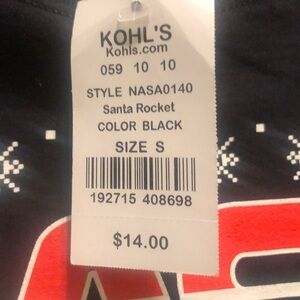 KOHL'S
Kohls.com
059 10 10
STYLE NASA0140
Santa Rocket
COLOR BLACK
SIZE S
192715 408698
$14.00